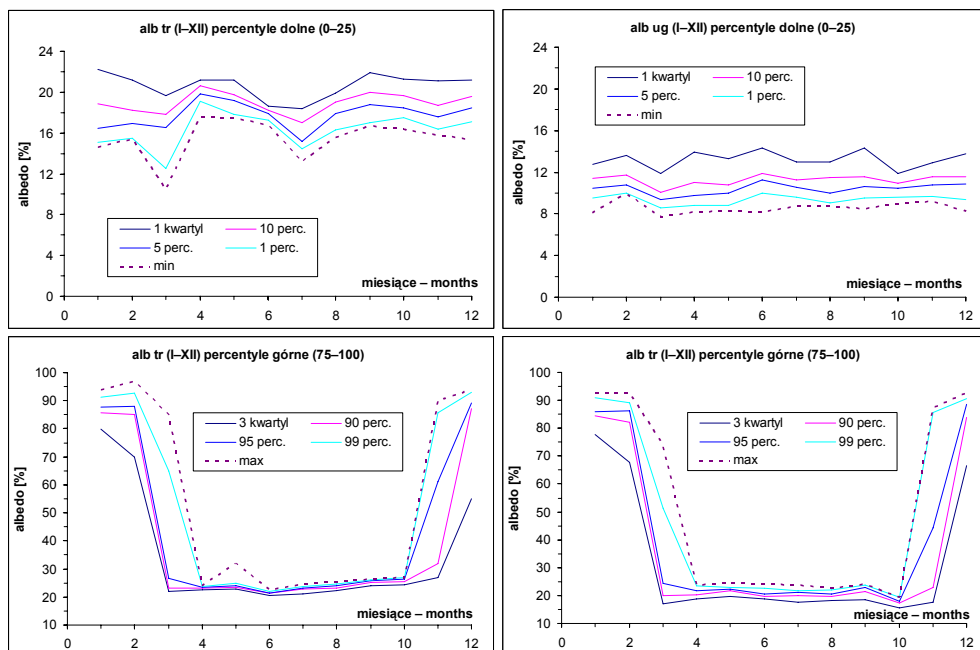 alb tr (I–XII) percentyle dolne (0–25)
albedo [%]
24
20
16
12
8
4
0
1 kwartyl
10 perc.
5 perc.
1 perc.
min
miesiące – months
0 2 4 6 8 10 12
alb ug (I–XII) percentyle dolne (0–25)
albedo [%]
24
20
16
12
8
4
0
1 kwartyl
10 perc.
5 perc.
1 perc.
min
miesiące – months
0 2 4 6 8 10 12
alb tr (I–XII) percentyle górne (75–100)
albedo [%]
100
90
80
70
60
50
40
30
20
10
3 kwartyl
90 perc.
95 perc.
99 perc.
max
miesiące – months
0 2 4 6 8 10 12
alb tr (I–XII) percentyle górne (75–100)
albedo [%]
100
90
80
70
60
50
40
30
20
10
3 kwartyl
90 perc.
95 perc.
99 perc.
max
miesiące – months
0 2 4 6 8 10 12